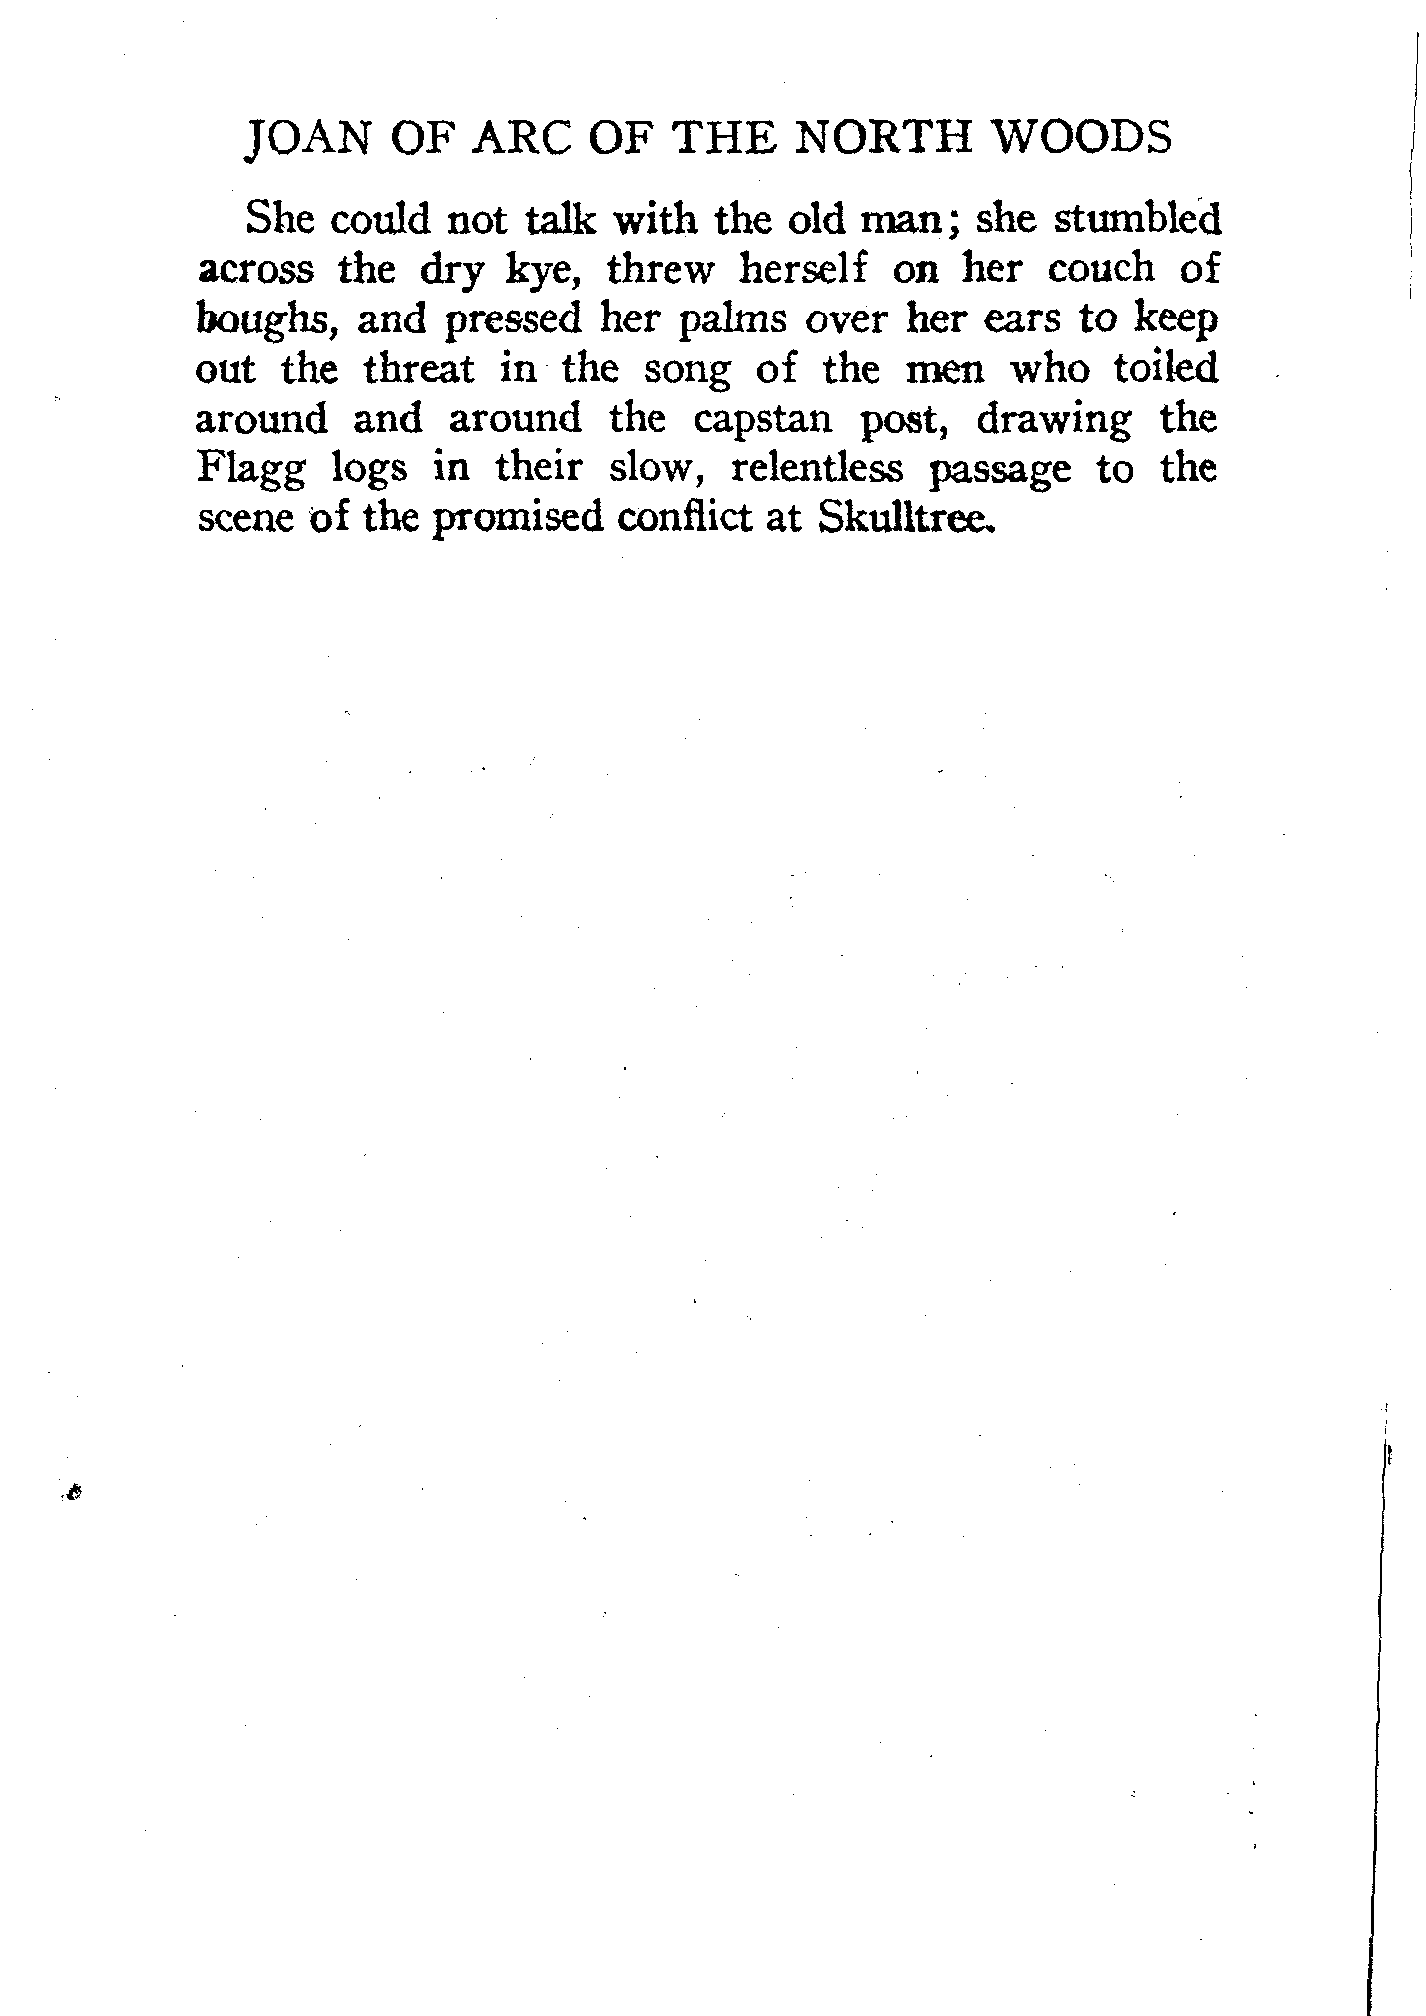 JOAN OF ARC OF THE NORTH WOODS
She could not talk with the old man; she stumbled
across the dry kye, threw herself on her couch of
boughs, and pressed her palms over her ears to keep
out the threat in the song of the men who toiled
around and around the capstan post, drawing the
Flagg logs in their slow, relentless passage to the
scene of the promised conflict at Skulltree.